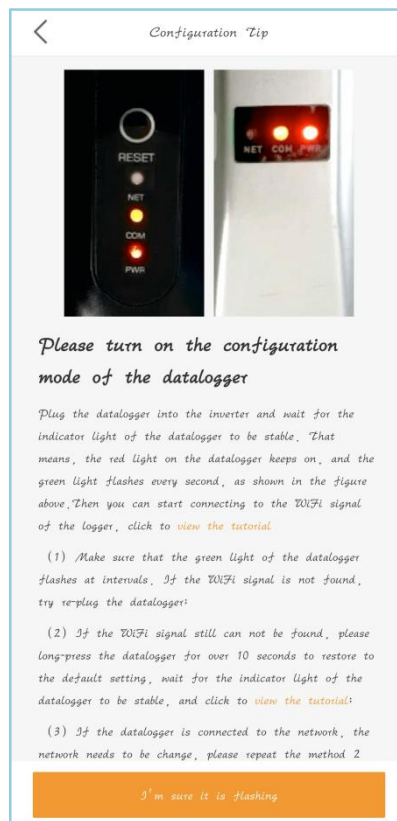 Configuration Tip
RESET
NET
COM
PWR
NET COM PWR
Please turn on the configuration
mode of the datalogger
Plug the datalogger into the inverter and wait for the
indicator light of the datalogger to be stable. That
means, the red light on the datalogger keeps on, and the
green light flashes every second, as shown in the figure
above.Then you can start connecting to the WiFi signal
of the logger, click to view the tutorial
(1) Make sure that the green light of the datalogger
flashes at intervals. If the WiFi signal is not found,
try re-plug the datalogger;
(2) If the WiFi signal still can not be found, please
long-press the datalogger for over 10 seconds to restore to
the default setting, wait for the indicator light of the
datalogger to be stable, and click to view the tutorial;
(3) If the datalogger is connected to the network, the
network needs to be change, please repeat the method 2
I'm sure it is flashing